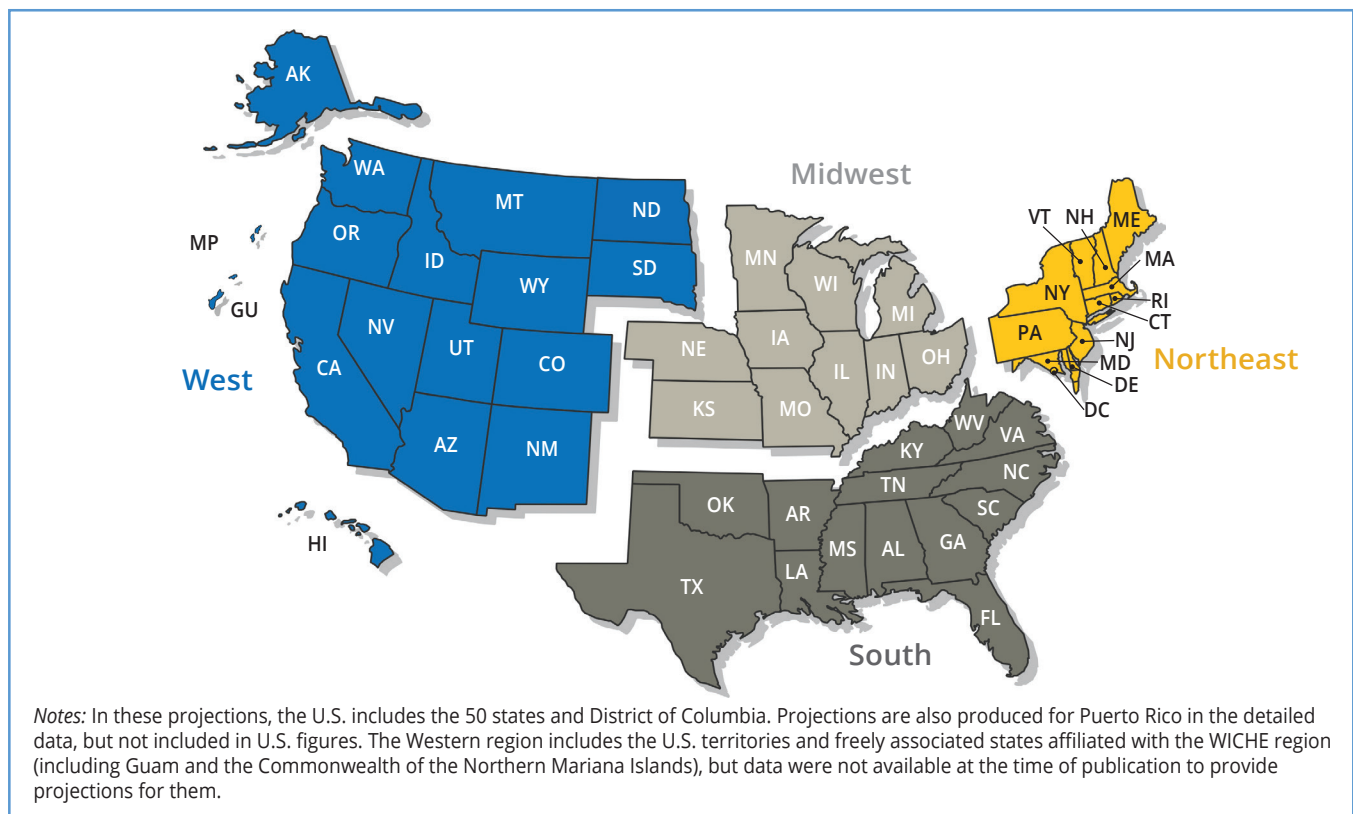 AK
WA
MT
ND
Midwest
VT NH ME
MP
OR
ID
SD
MN
WI
MA
GU
WY
MI
NY
RI
CT
NV
UT
CO
NE
IA
IL
IN
OH
PA
NJ
MD
DE
DC
Northeast
West
CA
KS
MO
AZ
NM
WV
VA
KY
NC
TN
OK
AR
SC
HI
MS
AL
GA
TX
LA
FL
South
Notes: In these projections, the U.S. includes the 50 states and District of Columbia. Projections are also produced for Puerto Rico in the detailed
data, but not included in U.S. figures. The Western region includes the U.S. territories and freely associated states affiliated with the WICHE region
(including Guam and the Commonwealth of the Northern Mariana Islands), but data were not available at the time of publication to provide
projections for them.